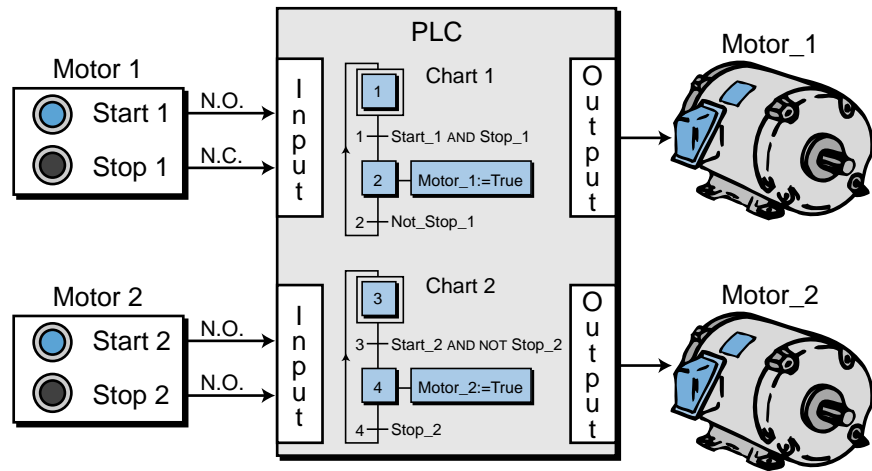 PLC
Motor 1
Start 1
Stop 1
N.O.
N.C.
Input
Chart 1
1
1 Start_1 AND Stop_1
2 Motor_1:=True
2 Not_Stop_1
Output
Motor_1
Motor 2
Start 2
Stop 2
N.O.
N.O.
Input
Chart 2
3
3 Start_2 AND NOT Stop_2
4 Motor_2:=True
4 Stop_2
Output
Motor_2